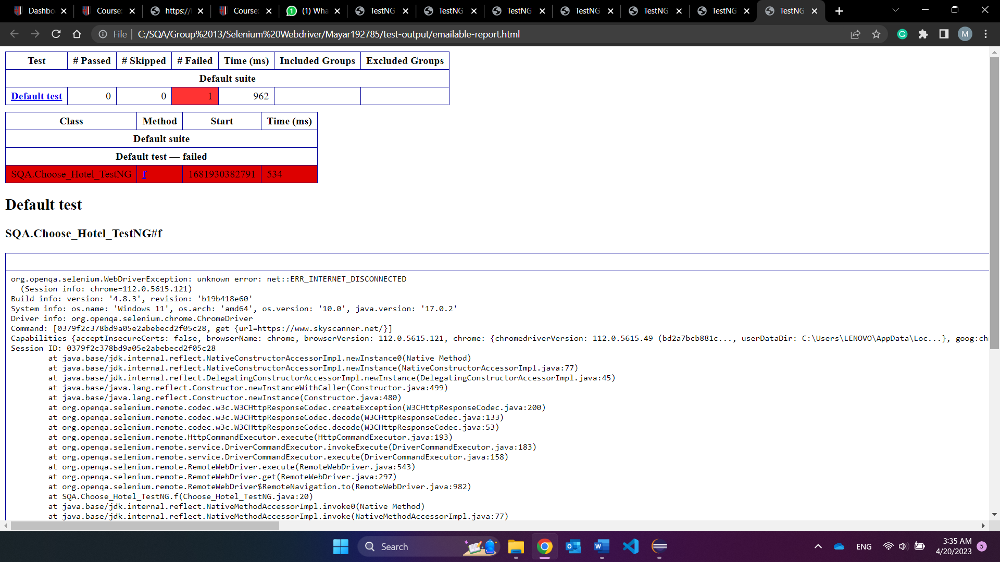 Dashbo
Course:
https://
Course:
(1) Wha
TestNG
TestNG
TestNG
TestNG
TestNG
TestNG
TestNG
File | C:/SQA/Group%2013/Selenium%20Webdriver/Mayar192785/test-output/emailable-report.html
M
Test # Passed # Skipped # Failed Time (ms) Included Groups Excluded Groups
Default suite
Default test 0 0 1 962
Class Method Start Time (ms)
Default suite
Default test — failed
SQA.Choose_Hotel_TestNG f 1681930382791 534
Default test
SQA.Choose_Hotel_TestNG#f
org.openqa.selenium.WebDriverException: unknown error: net::ERR_INTERNET_DISCONNECTED
(Session info: chrome=112.0.5615.121)
Build info: version: '4.8.3', revision: 'b19b418e60'
System info: os.name: 'Windows 11', os.arch: 'amd64', os.version: '10.0', java.version: '17.0.2'
Driver info: org.openqa.selenium.chrome.ChromeDriver
Command: [0379f2c378bd9a05e2abebecd2f05c28, get {url=https://www.skyscanner.net/}]
Capabilities {acceptInsecureCerts: false, browserName: chrome, browserVersion: 112.0.5615.121, chrome: {chromedriverVersion: 112.0.5615.49 (bd2a7bcb881c..., userDataDir: C:\Users\LENOVO\AppData\Loc...}, goog:ch
Session ID: 0379f2c378bd9a05e2abebecd2f05c28
at java.base/jdk.internal.reflect.NativeConstructorAccessorImpl.newInstance0(Native Method)
at java.base/jdk.internal.reflect.NativeConstructorAccessorImpl.newInstance(NativeConstructorAccessorImpl.java:77)
at java.base/jdk.internal.reflect.DelegatingConstructorAccessorImpl.newInstance(DelegatingConstructorAccessorImpl.java:45)
at java.base/java.lang.reflect.Constructor.newInstanceWithCaller(Constructor.java:499)
at java.base/java.lang.reflect.Constructor.newInstance(Constructor.java:480)
at org.openqa.selenium.remote.codec.w3c.W3CHttpResponseCodec.createException(W3CHttpResponseCodec.java:200)
at org.openqa.selenium.remote.codec.w3c.W3CHttpResponseCodec.decode(W3CHttpResponseCodec.java:133)
at org.openqa.selenium.remote.codec.w3c.W3CHttpResponseCodec.decode(W3CHttpResponseCodec.java:53)
at org.openqa.selenium.remote.HttpCommandExecutor.execute(HttpCommandExecutor.java:193)
at org.openqa.selenium.remote.service.DriverCommandExecutor.invokeExecute(DriverCommandExecutor.java:183)
at org.openqa.selenium.remote.service.DriverCommandExecutor.execute(DriverCommandExecutor.java:158)
at org.openqa.selenium.remote.RemoteWebDriver.execute(RemoteWebDriver.java:543)
at org.openqa.selenium.remote.RemoteWebDriver.get(RemoteWebDriver.java:297)
at org.openqa.selenium.remote.RemoteWebDriver$RemoteNavigation.to(RemoteWebDriver.java:982)
at SQA.Choose_Hotel_TestNG.f(Choose_Hotel_TestNG.java:20)
at java.base/jdk.internal.reflect.NativeMethodAccessorImpl.invoke0(Native Method)
at java.base/jdk.internal.reflect.NativeMethodAccessorImpl.invoke(NativeMethodAccessorImpl.java:77)
Search
ENG
3:35 AM
4/20/2023
5